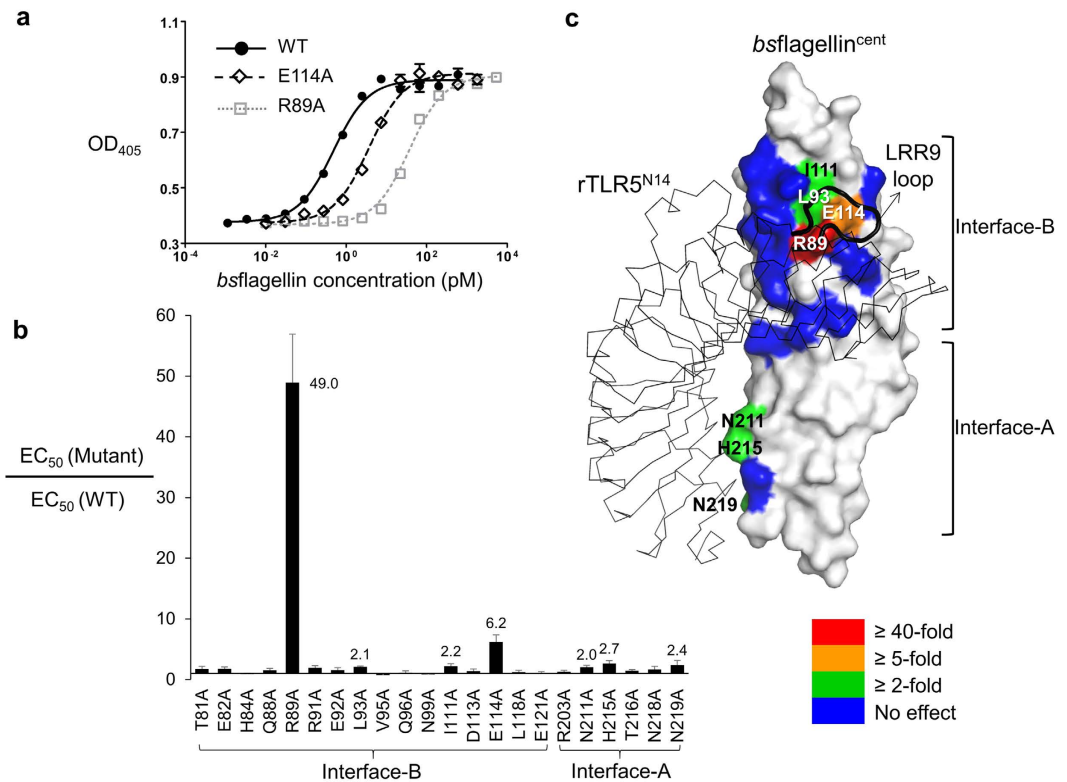 a
1.1
0.9
0.7
0.5
0.3
OD405
WT
E114A
R89A
10-4
10-2
100
102
104
bsflagellin concentration (pM)
b
60
50
40
30
20
10
0
EC50 (Mutant)
EC50 (WT)
49.0
2.1
2.2
6.2
2.0
2.7
2.4
T81A
E82A
H84A
Q88A
R89A
R91A
E92A
L93A
V95A
Q96A
N99A
I111A
D113A
E114A
L118A
E121A
R203A
N211A
H215A
T216A
N218A
N219A
Interface-B
Interface-A
c
bsflagellincent
rTLR5N14
LRR9
loop
I111
L93
E114
R89
N211
H215
N219
Interface-B
Interface-A
≥ 40-fold
≥ 5-fold
≥ 2-fold
No effect